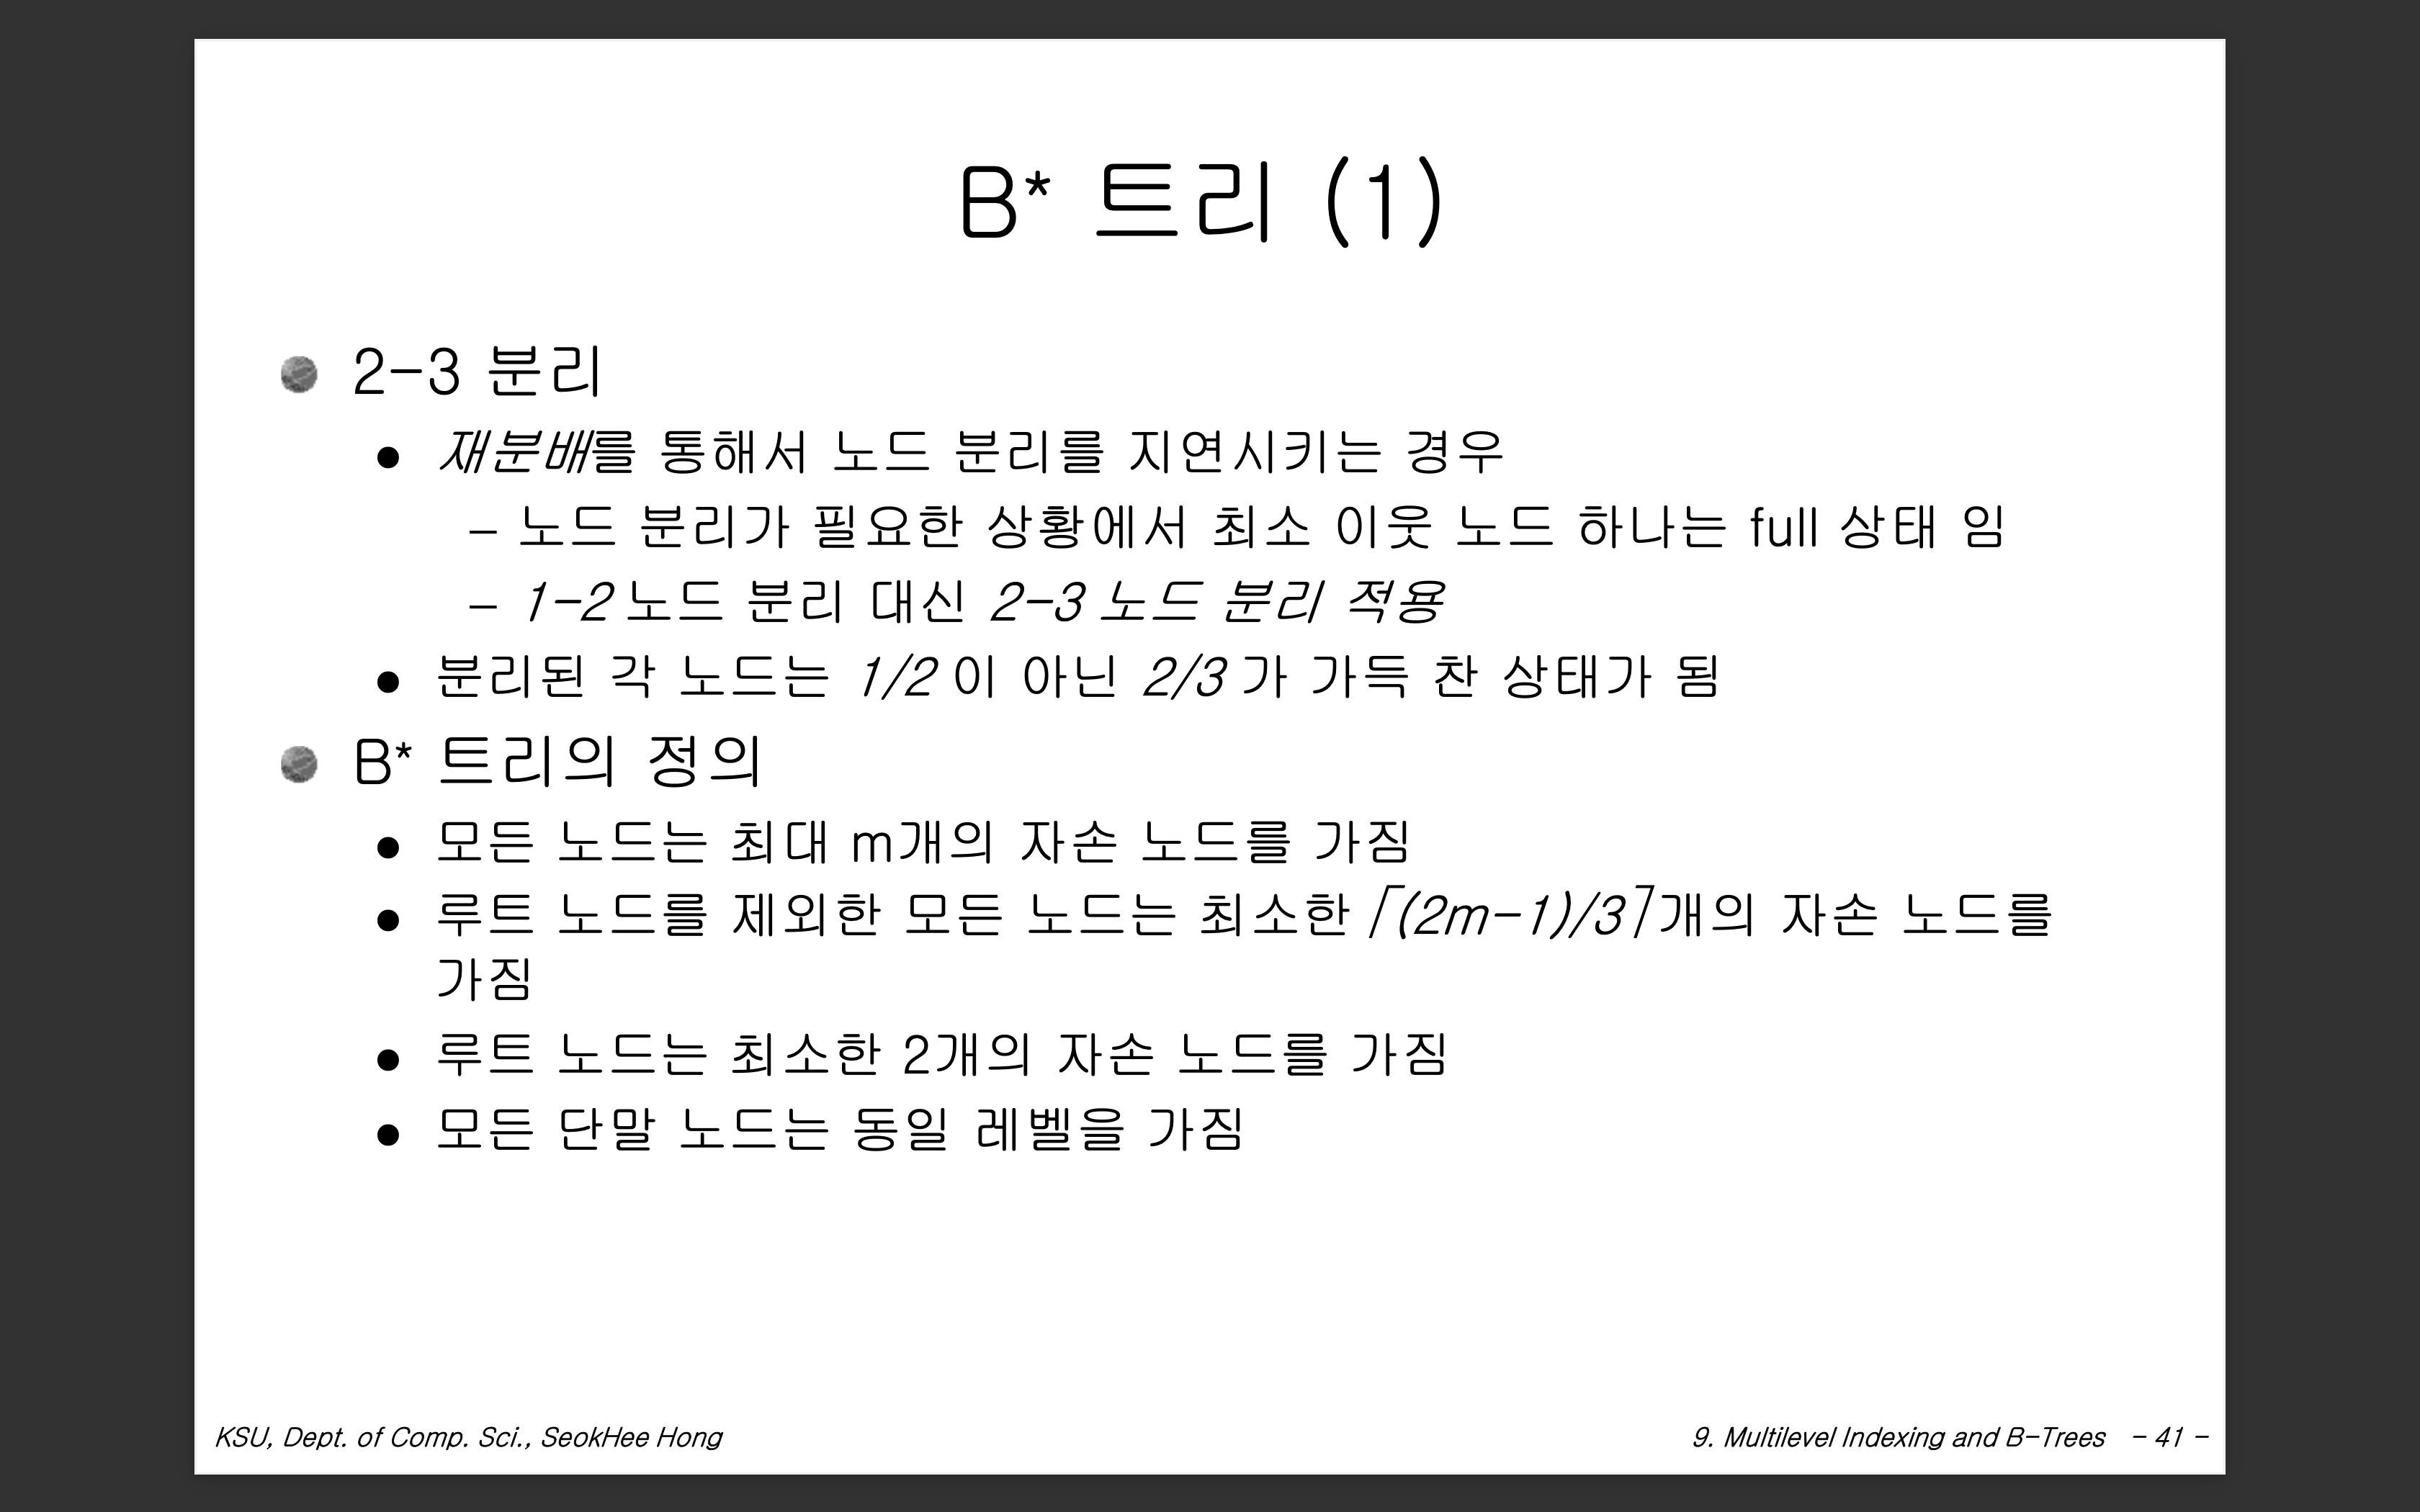 B* 트리 (1)
2-3 분리
● 재분배를 통해서 노드 분리를 지연시키는 경우
– 노드 분리가 필요한 상황에서 최소 이웃 노드 하나는 full 상태 임
– 1-2 노드 분리 대신 2-3 노드 분리 적용
● 분리된 각 노드는 1/2이 아닌 2/3가 가득 찬 상태가 됨
B* 트리의 정의
● 모든 노드는 최대 m개의 자손 노드를 가짐
● 루트 노드를 제외한 모든 노드는 최소한 ⌈(2m-1)/3⌉개의 자손 노드를
가짐
● 루트 노드는 최소한 2개의 자손 노드를 가짐
● 모든 단말 노드는 동일 레벨을 가짐
KSU, Dept. of Comp. Sci., SeokHee Hong
9. Multilevel Indexing and B-Trees - 41 -